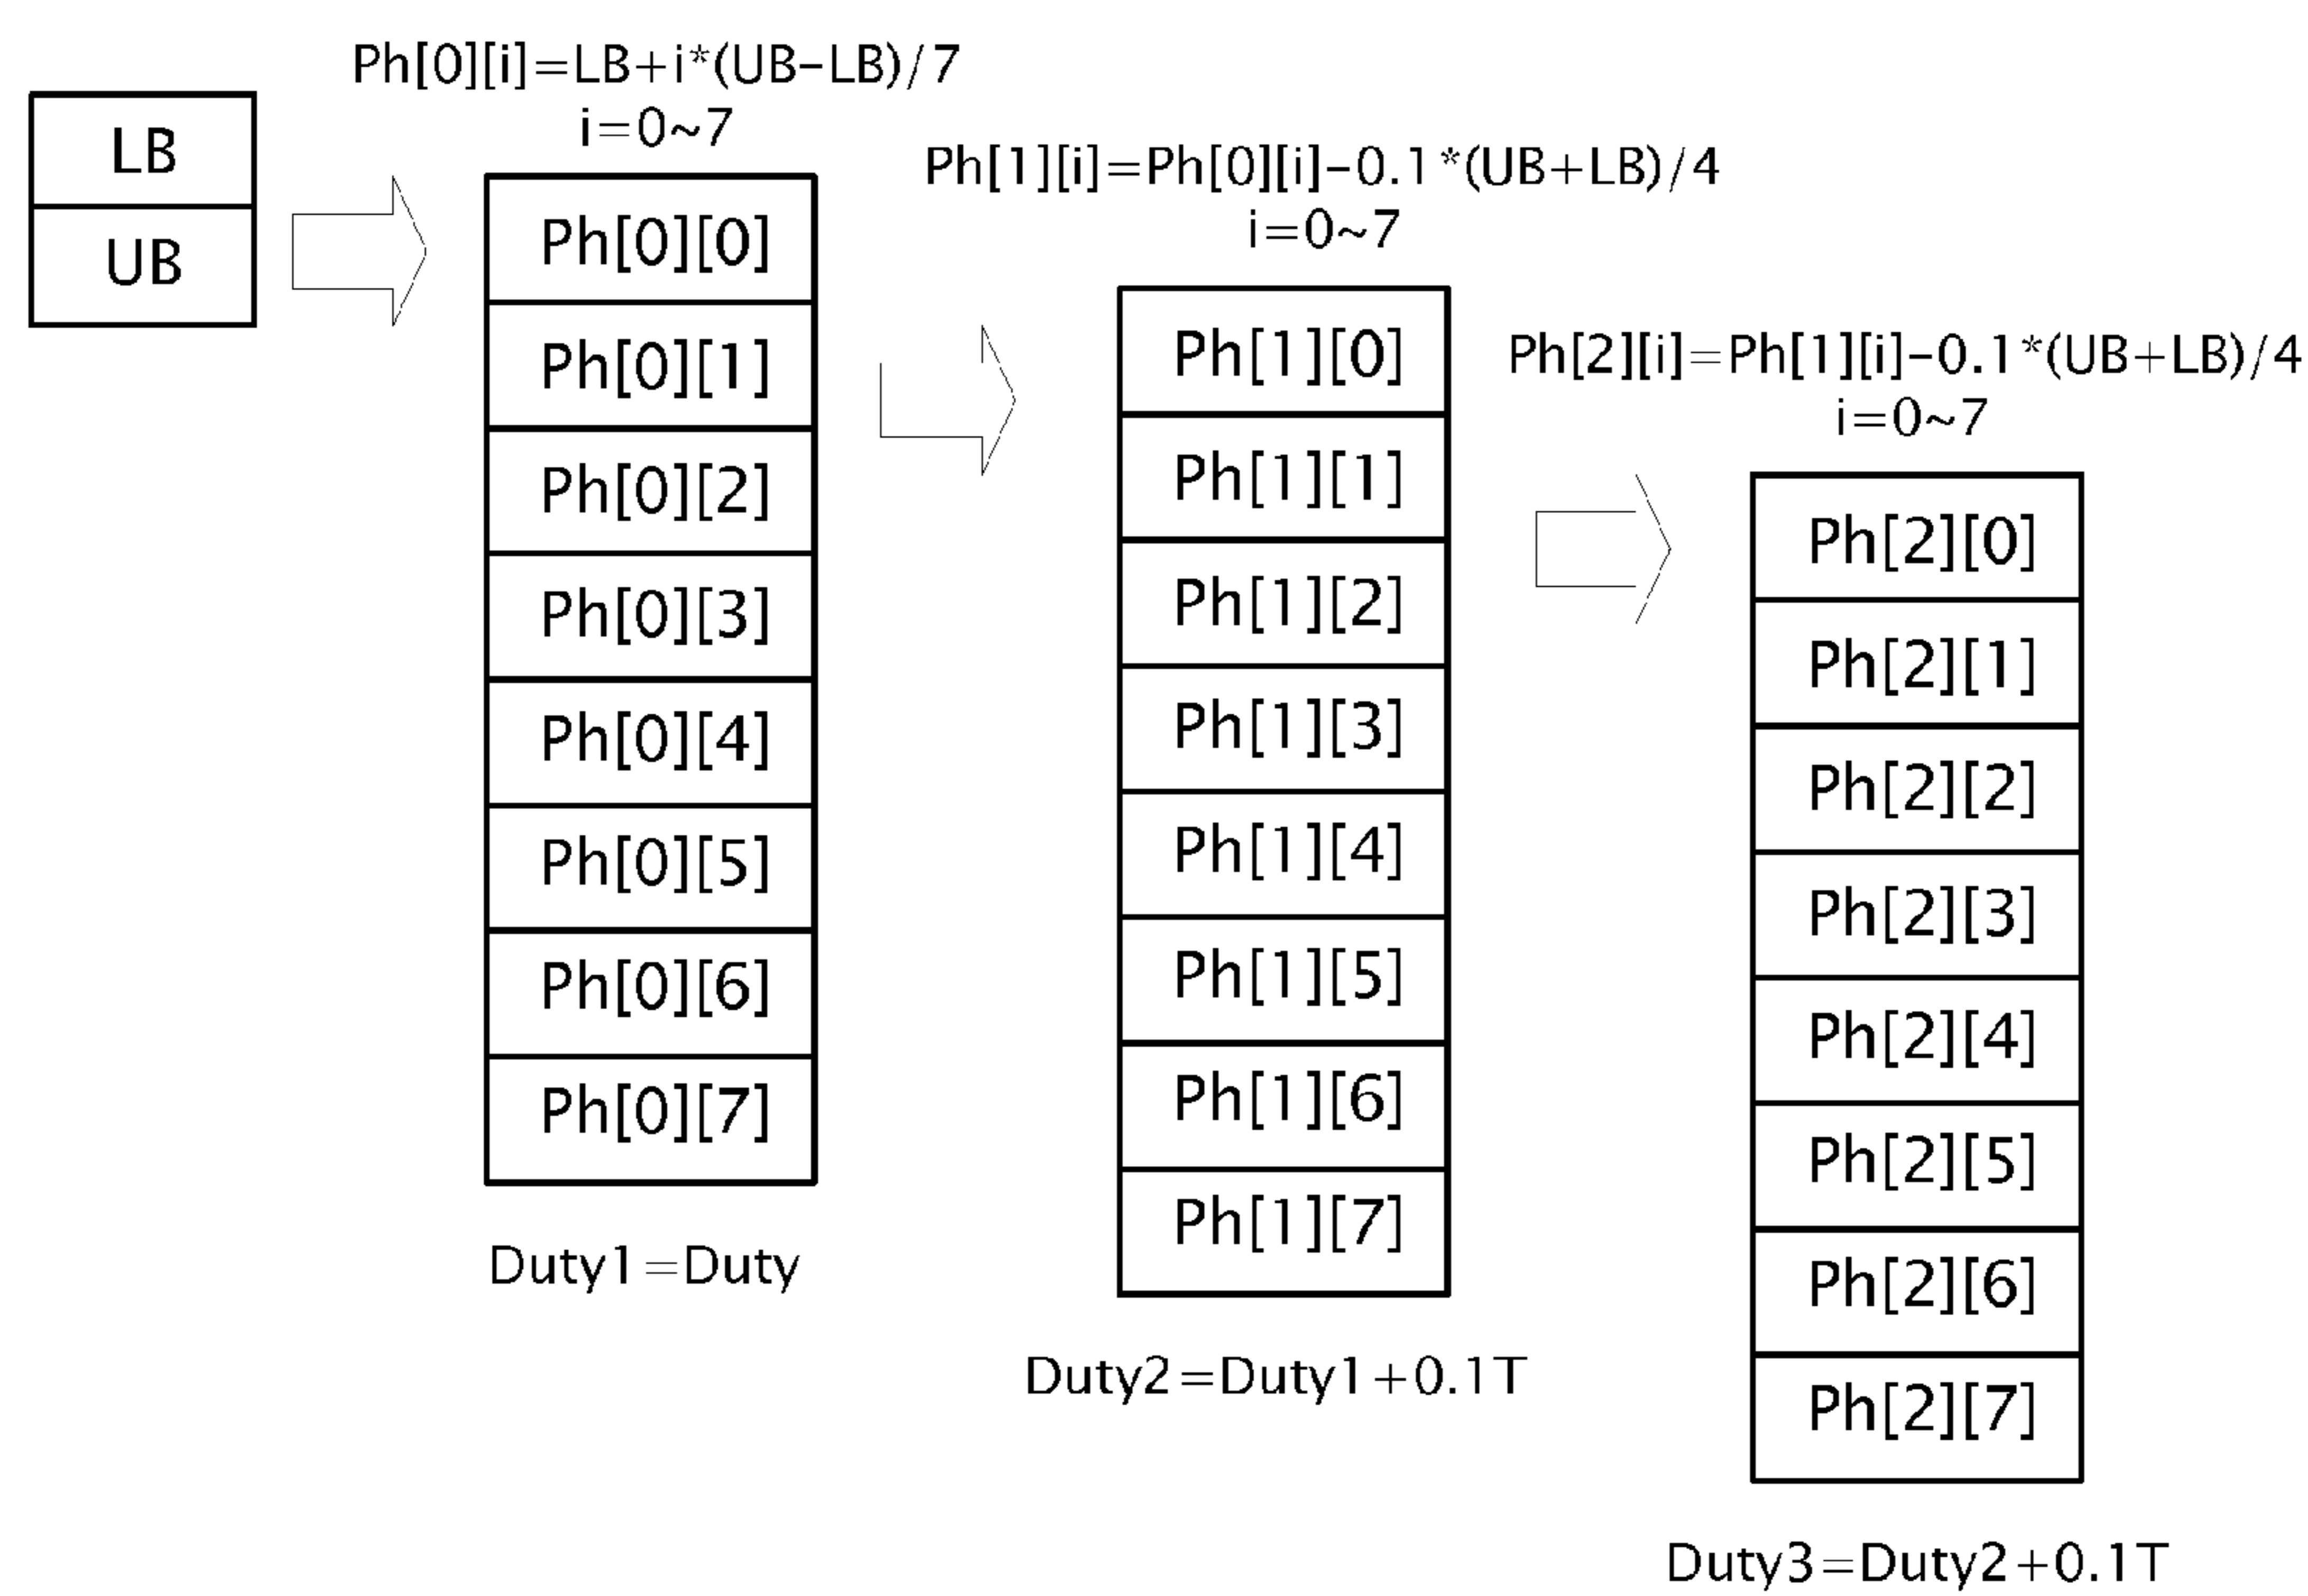 LB
UB
Ph[0][i]=LB+i*(UB-LB)/7
i=0~7
Ph[0][0]
Ph[0][1]
Ph[0][2]
Ph[0][3]
Ph[0][4]
Ph[0][5]
Ph[0][6]
Ph[0][7]
Duty1=Duty
Ph[1][i]=Ph[0][i]-0.1*(UB+LB)/4
i=0~7
Ph[1][0]
Ph[1][1]
Ph[1][2]
Ph[1][3]
Ph[1][4]
Ph[1][5]
Ph[1][6]
Ph[1][7]
Duty2=Duty1+0.1T
Ph[2][i]=Ph[1][i]-0.1*(UB+LB)/4
i=0~7
Ph[2][0]
Ph[2][1]
Ph[2][2]
Ph[2][3]
Ph[2][4]
Ph[2][5]
Ph[2][6]
Ph[2][7]
Duty3=Duty2+0.1T